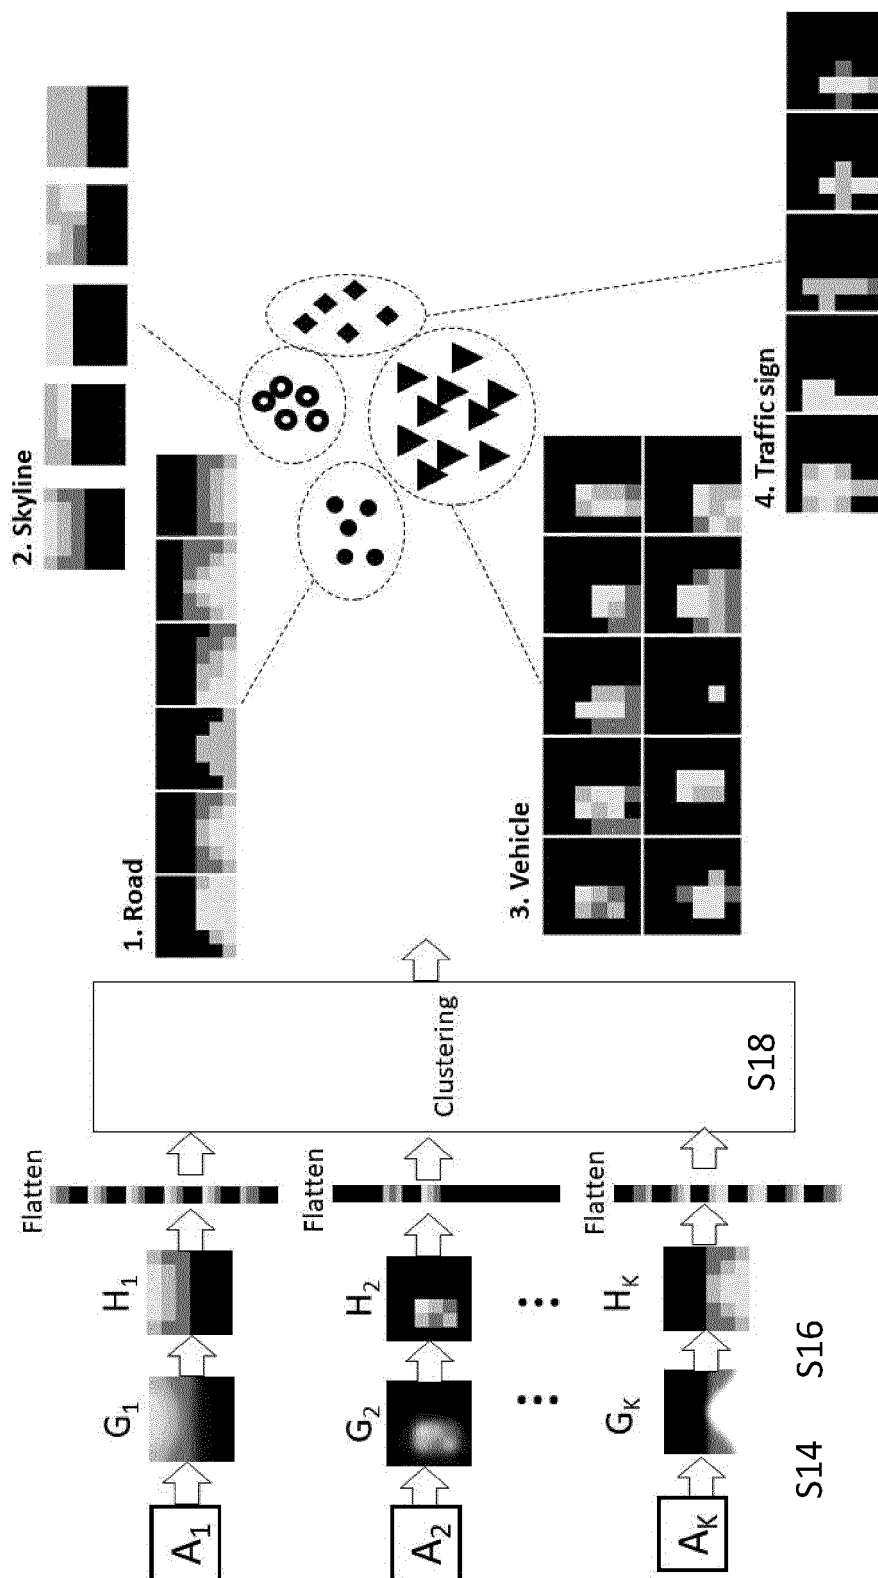 A1
G1
H1
Flatten
A2
G2
H2
Flatten
AK
GK
HK
Flatten
S14
S16
Clustering
S18
1. Road
2. Skyline
3. Vehicle
4. Traffic sign